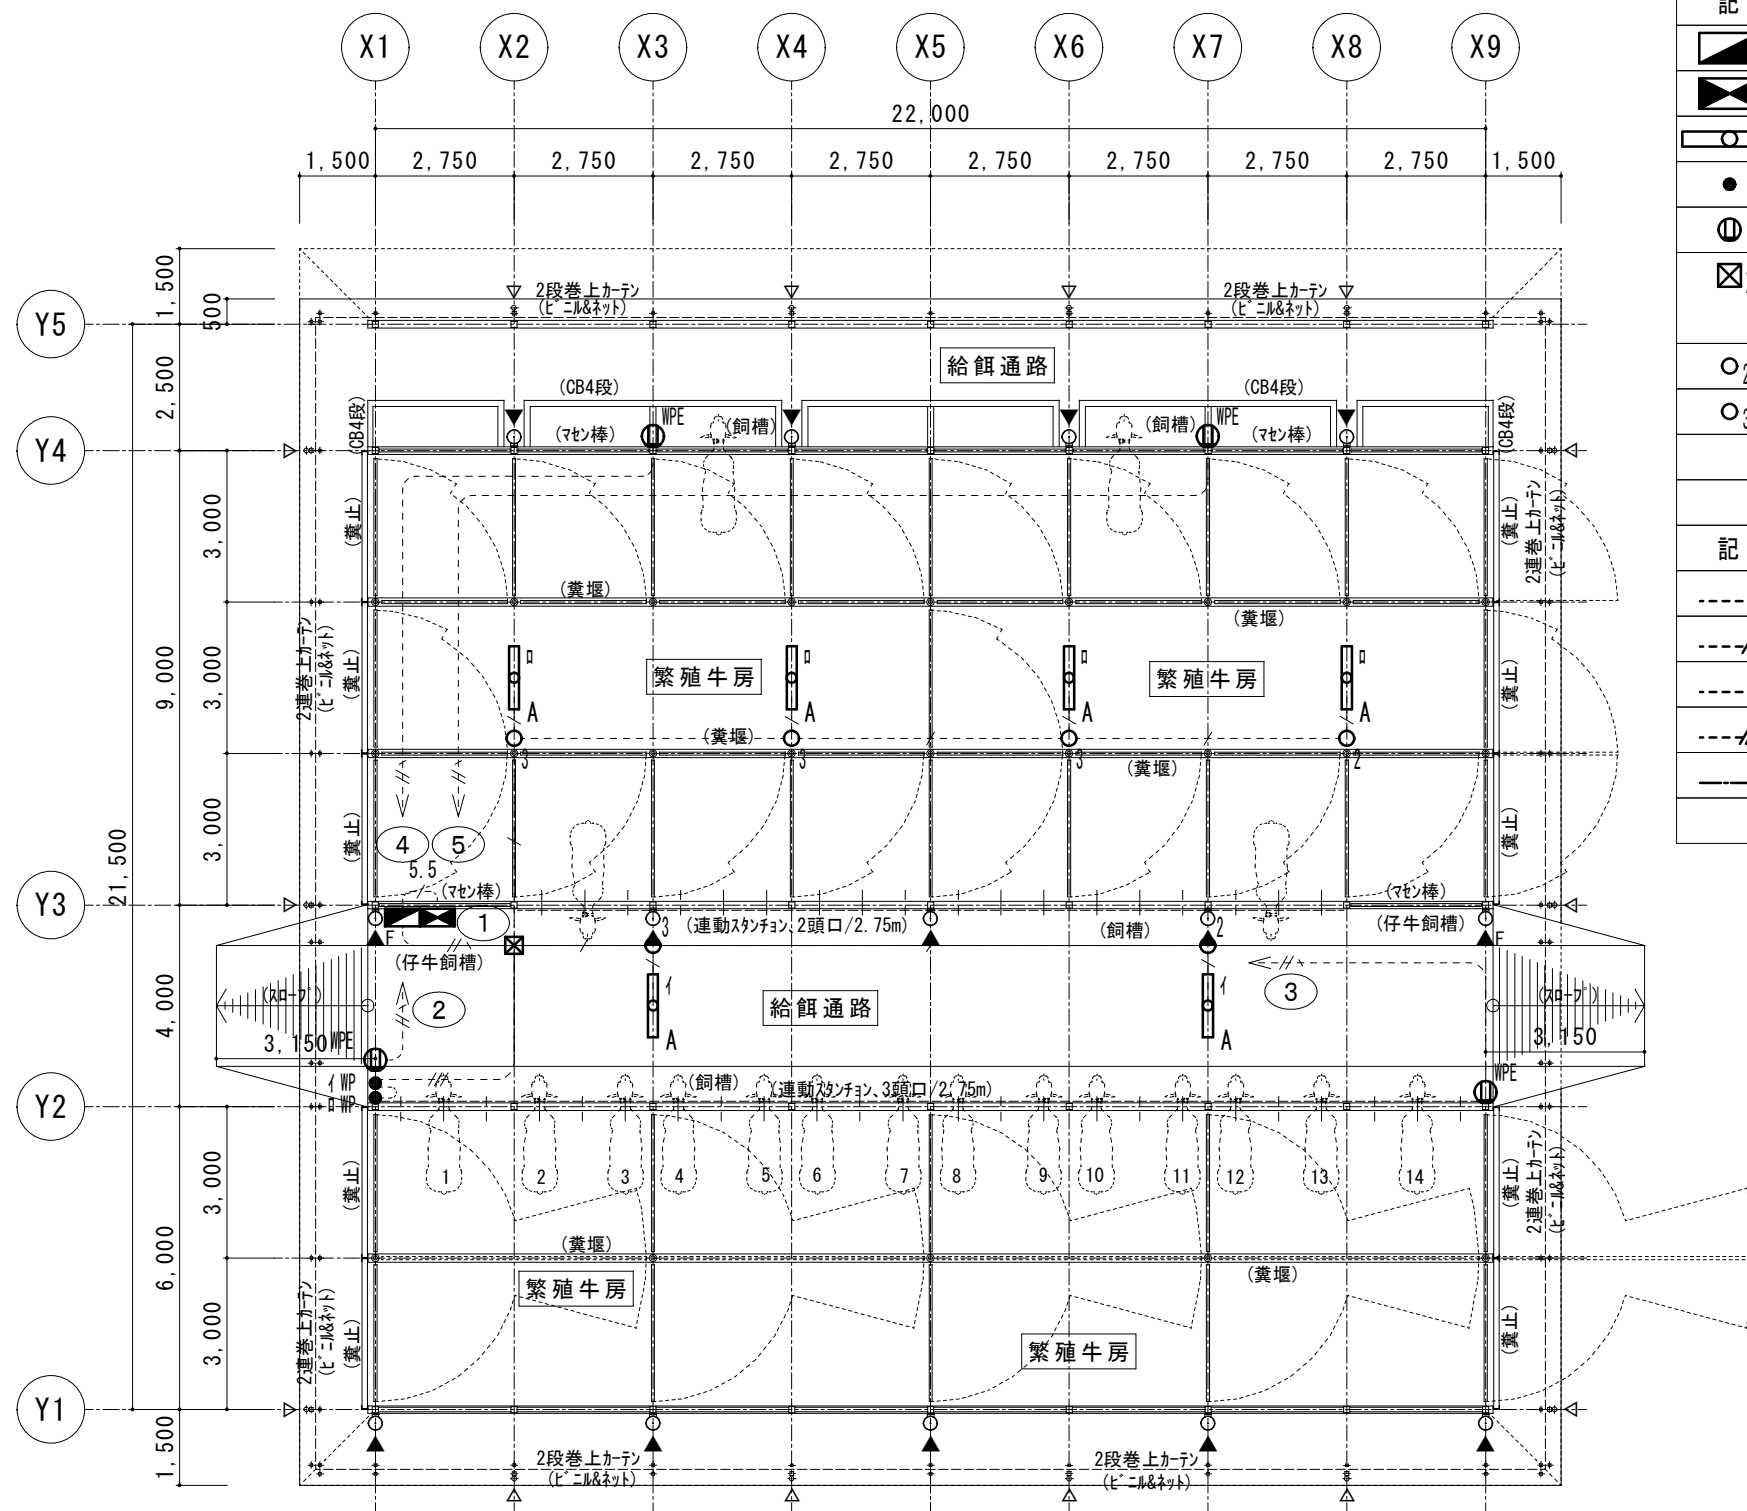 X1 X2 X3 X4 X5 X6 X7 X8 X9
記
22,000
1,500 2,750 2,750 2,750 2,750 2,750 2,750 2,750 2,750 1,500
1,500
500
2段巻上カーテン
(ビニル&ネット)
2段巻上カーテン
(ビニル&ネット)
Y5
給餌通路
2,500
(CB4段)
(CB4段)
(CB4段)
(CB4段)
WPE
WPE
(マセン棒)
(飼槽)
(飼槽)
(マセン棒)
Y4
2
3
3,000
(糞止)
(糞止)
2連巻上カーテン
(ビニル&ネット)
記
(糞堰)
(糞堰)
2連巻上カーテン
(ビニル&ネット)
9,000
3,000
(糞止)
ロ
繁殖牛房
ロ
ロ
繁殖牛房
ロ
(糞止)
A
A
A
A
(糞堰)
3
3
3
2
(糞堰)
3,000
(糞止)
(糞止)
21,500
4
5
5.5
(マセン棒)
(マセン棒)
Y3
1
F
3
(連動スタンチョン、2頭口/2.75m)
(飼槽)
2
(仔牛飼槽)
F
(仔牛飼槽)
4,000
(スロープ)
2
イ
給餌通路
イ
3
(スロープ)
3,150
WPE
A
A
3,150
イ WP
ロ WP
(飼槽)
(連動スタンチョン、3頭口/2.75m)
WPE
Y2
3,000
(糞止)
1 2 3 4 5 6 7 8 9 10 11 12 13 14
(糞止)
2連巻上カーテン
(ビニル&ネット)
6,000
(糞堰)
(糞堰)
繁殖牛房
2連巻上カーテン
(ビニル&ネット)
3,000
(糞止)
繁殖牛房
(糞止)
Y1
1,500
2段巻上カーテン
(ビニル&ネット)
2段巻上カーテン
(ビニル&ネット)